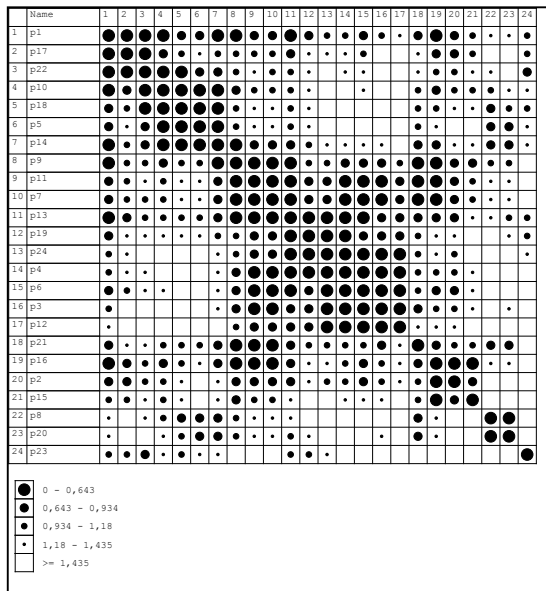 Name 1 2 3 4 5 6 7 8 9 10 11 12 13 14 15 16 17 18 19 20 21 22 23 24
1 p1
2 p17
3 p22
4 p10
5 p18
6 p5
7 p14
8 p9
9 p11
10 p7
11 p13
12 p19
13 p24
14 p4
15 p6
16 p3
17 p12
18 p21
19 p16
20 p2
21 p15
22 p8
23 p20
24 p23
0 - 0,643
0,643 - 0,934
0,934 - 1,18
1,18 - 1,435
>= 1,435